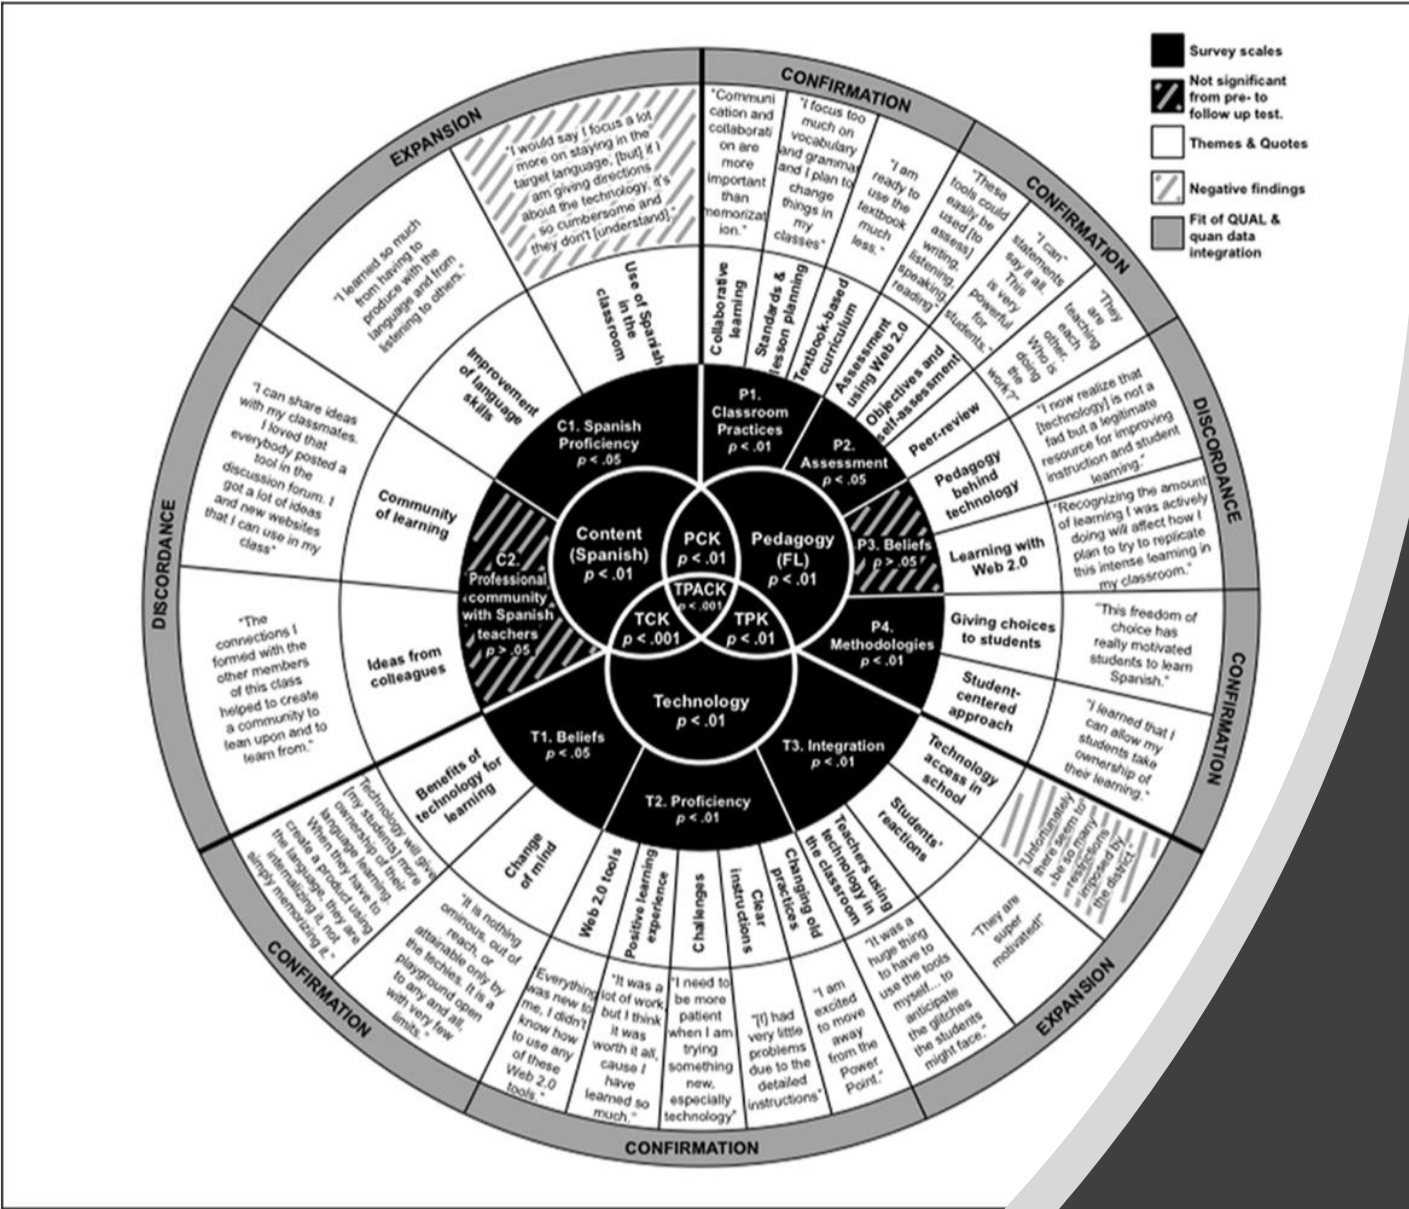 Survey scales
Not significant
from pre- to
follow up test.
Themes & Quotes
Negative findings
Fit of QUAL &
quan data
integration
CONFIRMATION
CONFIRMATION
DISCORDANCE
CONFIRMATION
EXPANSION
CONFIRMATION
CONFIRMATION
DISCORDANCE
EXPANSION
"Communi
cation and
collaborati
on are
more
important
than
memorizat
ion."
"I focus too
much on
vocabulary
and grammar
and I plan to
change
things in
my
classes"
"I am
ready to
use the
textbook
much
less."
"These
tools could
easily be
used [to
assess]
writing,
listening,
speaking,
reading
"I can"
statements
say it all.
This
is very
powerful
for
students."
"They
are
teaching
each
other.
Who is
doing
the
work?"
"I now realize that
[technology] is not a
fad but a legitimate
resource for improving
instruction and student
learning."
"Recognizing the amount
of learning I was actively
doing will affect how I
plan to try to replicate
this intense learning in
my classroom."
"This freedom of
choice has
really motivated
students to learn
Spanish."
"I learned that I
can allow my
students take
ownership of
their learning."
"Unfortunately
there seem to
be so many
restrictions
imposed by
the district."
"They are
super
motivated!"
"It was a
huge thing
to have to
use the tools
myself... to
anticipate
the glitches
the students
might face."
"I am
excited
to move
away
from the
Power
Point."
"[I] had
very little
problems
due to the
detailed
instructions"
"I need to
be more
patient
when I am
trying
something
new,
especially
technology"
"It was a
lot of work,
but I think
it was
worth it all,
cause I
have
learned so
much."
Everything
was new to
me, I didn't
know how
to use any
of these
Web 2.0
tools."
"It is nothing
ominous, out of
reach, or
attainable only by
the techies. It is a
playground open
to any and all,
with very few
limits."
Technology will give
[my students] more
ownership of their
language learning.
When they have to
create a product using
the language, they are
internalizing it, not
simply memorizing it."
"The
connections I
formed with the
other members
of this class
helped to create
a community to
lean upon and to
learn from."
"I can share ideas
with my classmates.
I loved that
everybody posted a
tool in the
discussion forum. I
got a lot of ideas
and new websites
that I can use in my
class"
"I learned so much
from having to
produce with the
language and from
listening to others."
"I would say I focus a lot
more on staying in the
target language, [but] if I
am giving directions
about the technology, it's
so cumbersome and
they don't [understand]."
Collaborative
learning
Standards &
lesson planning
Textbook-based
curriculum
Assessment
using Web 2.0
Objectives and
self-assessment
Peer-review
Pedagogy
behind
technology
Learning with
Web 2.0
Giving choices
to students
Student-
centered
approach
Technology
access in
school
Students'
reactions
Teachers using
technology in
the classroom
Changing old
practices
Clear
instructions
Challenges
Positive learning
experience
Web 2.0 tools
Change
of mind
Benefits of
technology for
learning
Ideas from
colleagues
Community
of learning
Improvement
of language
skills
Use of Spanish
in the
classroom
P1.
Classroom
Practices
p < .01
P2.
Assessment
p < .05
P3. Beliefs
p > .05
P4.
Methodologies
p < .01
T3. Integration
p < .01
T2. Proficiency
p < .01
T1. Beliefs
p < .05
C2.
Professional
community
with Spanish
teachers
p > .05
C1. Spanish
Proficiency
p < .05
Content
(Spanish)
p < .01
PCK
p < .01
Pedagogy
(FL)
p < .01
TPACK
p < .001
TCK
p < .001
TPK
p < .01
Technology
p < .01